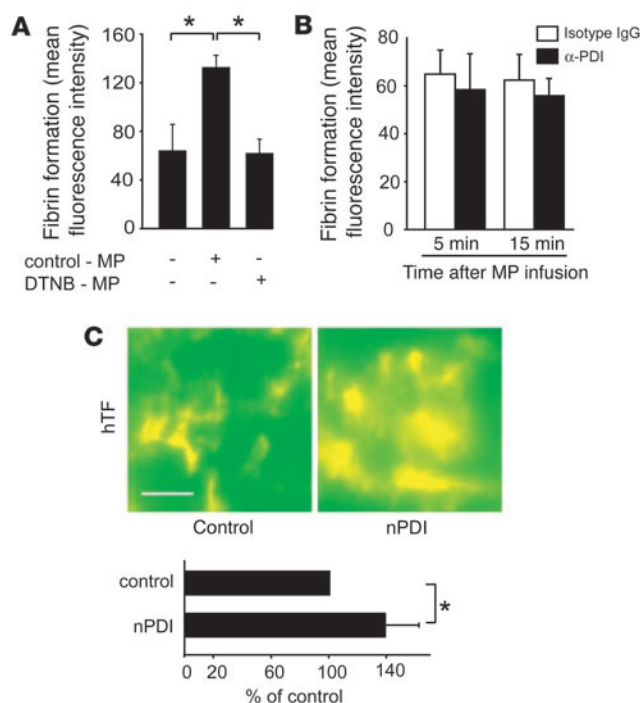 A
Fibrin formation (mean
fluorescence intensity)
160
120
80
40
0
*
*
control - MP - + -
DTNB - MP - - +
B
Fibrin formation (mean
fluorescence intensity)
80
60
40
20
0
Isotype IgG
α-PDI
5 min 15 min
Time after MP infusion
C
hTF
Control nPDI
control
nPDI
*
0 20 100 140
% of control